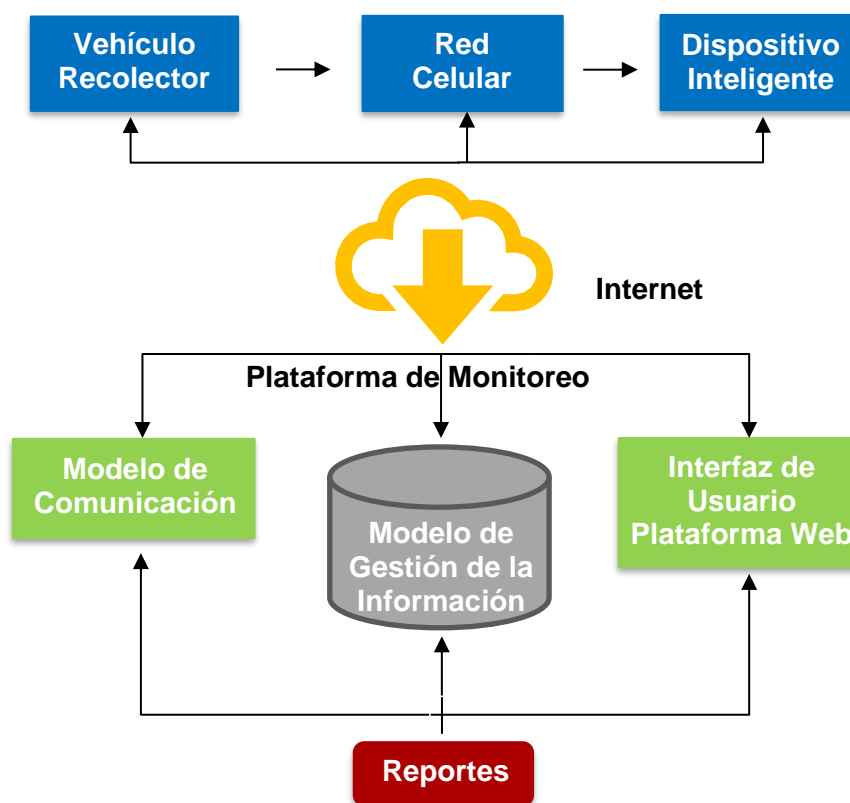 Vehículo
Recolector
Red
Celular
Dispositivo
Inteligente
Internet
Plataforma de Monitoreo
Modelo de
Comunicación
Modelo de
Gestión de la
Información
Interfaz de
Usuario
Plataforma Web
Reportes